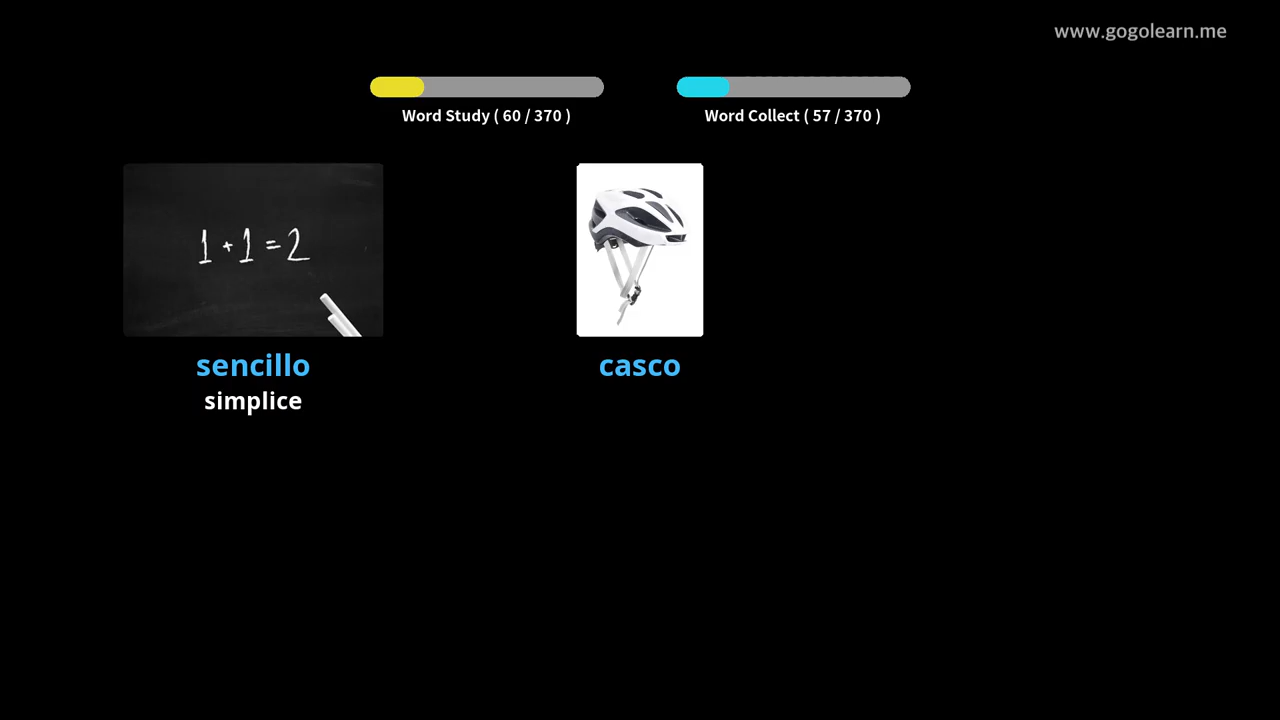 www.gogolearn.me
Word Study ( 60 / 370 )
Word Collect ( 57 / 370 )
1 + 1 = 2
sencillo
casco
simplice